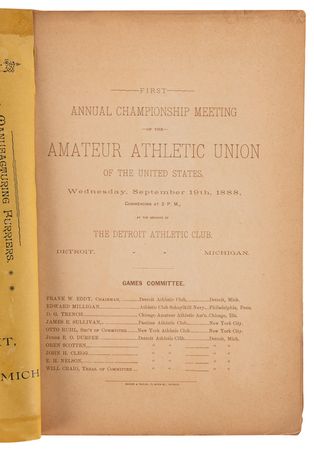 MANUFACTURING FURRIERS.
IT,
MICH
FIRST
ANNUAL CHAMPIONSHIP MEETING
OF THE
AMATEUR ATHLETIC UNION
OF THE UNITED STATES.
Wednesday, September 19th, 1888,
COMMENCING AT 2 P. M.,
AT THE GROUNDS OF
THE DETROIT ATHLETIC CLUB.
DETROIT, - - MICHIGAN.
GAMES COMMITTEE.
FRANK W. EDDY, CHAIRMAN, Detroit Athletic Club, Detroit, Mich.
EDWARD MILLIGAN, Athletic Club Schuylkill Navy, Philadelphia, Penn.
D. G. TRENCH, Chicago Amateur Athletic Ass'n, Chicago, Ills.
JAMES E. SULLIVAN, Pastime Athletic Club, New York City.
OTTO RUHL, SEC'Y OF COMMITTEE, New York Athletic Club, New York City.
R. O. DURFEE Detroit Athletic Club, Detroit, Mich.
OREN SCOTTEN, " " " "
JOHN H. CLEGG " " " "
E. H. NELSON, " " " "
WILL CRAIG, TREAS. OF COMMITTEE " " " "